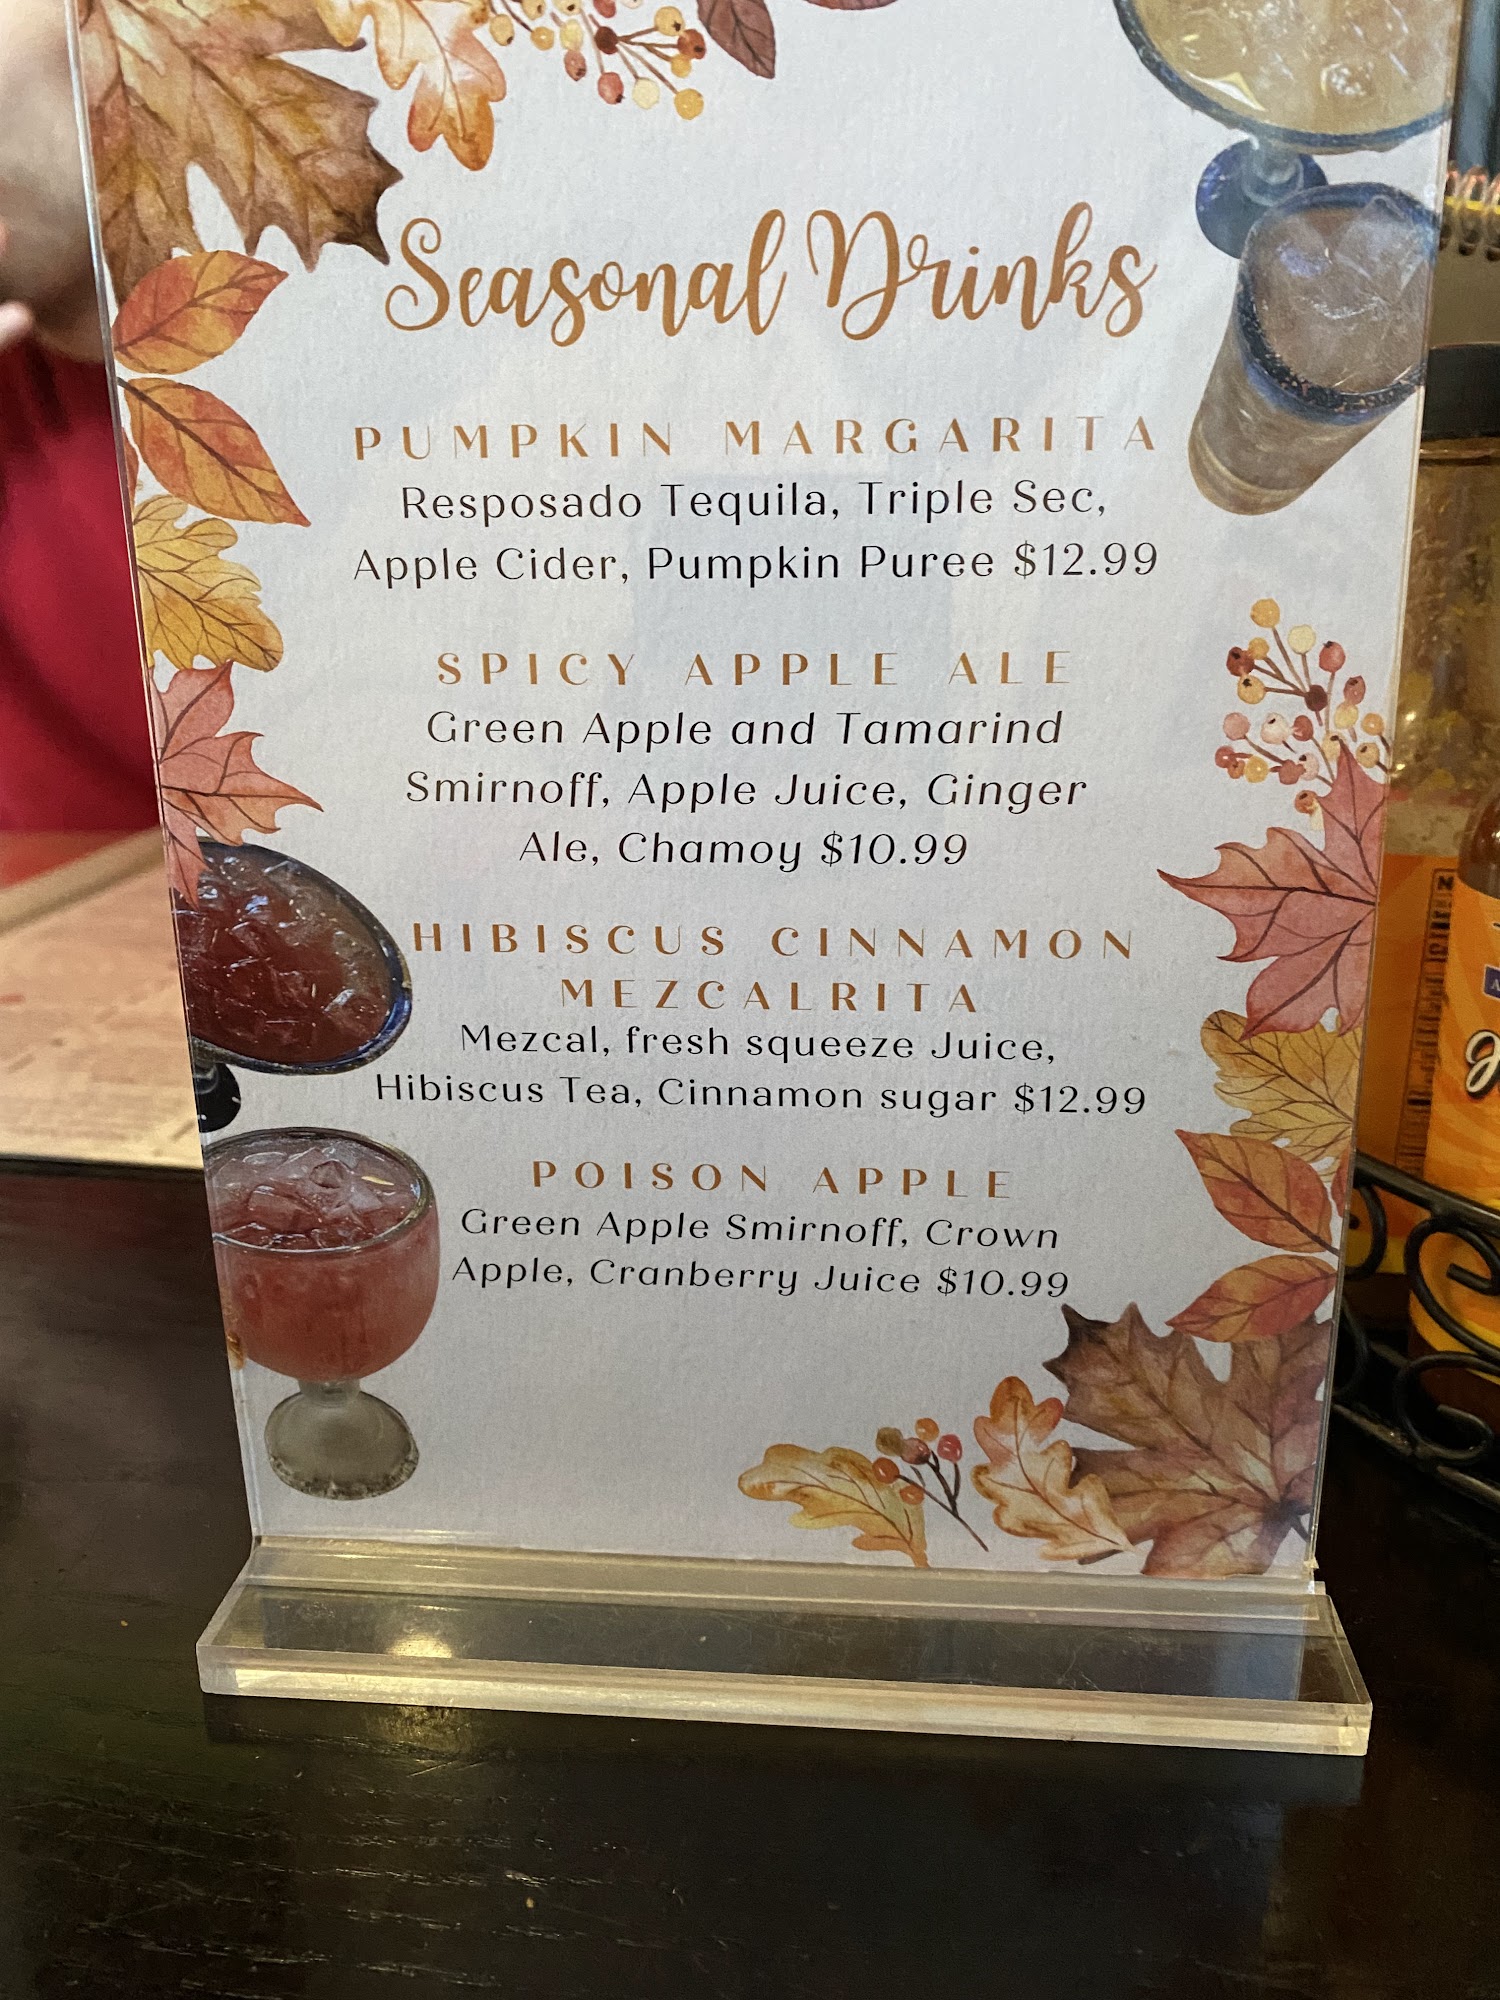 Seasonal Drinks
PUMPKIN MARGARITA
Resposado Tequila, Triple Sec,
Apple Cider, Pumpkin Puree $12.99
SPICY APPLE ALE
Green Apple and Tamarind
Smirnoff, Apple Juice, Ginger
Ale, Chamoy $10.99
HIBISCUS CINNAMON
MEZCALRITA
Mezcal, fresh squeeze Juice,
Hibiscus Tea, Cinnamon sugar $12.99
POISON APPLE
Green Apple Smirnoff, Crown
Apple, Cranberry Juice $10.99